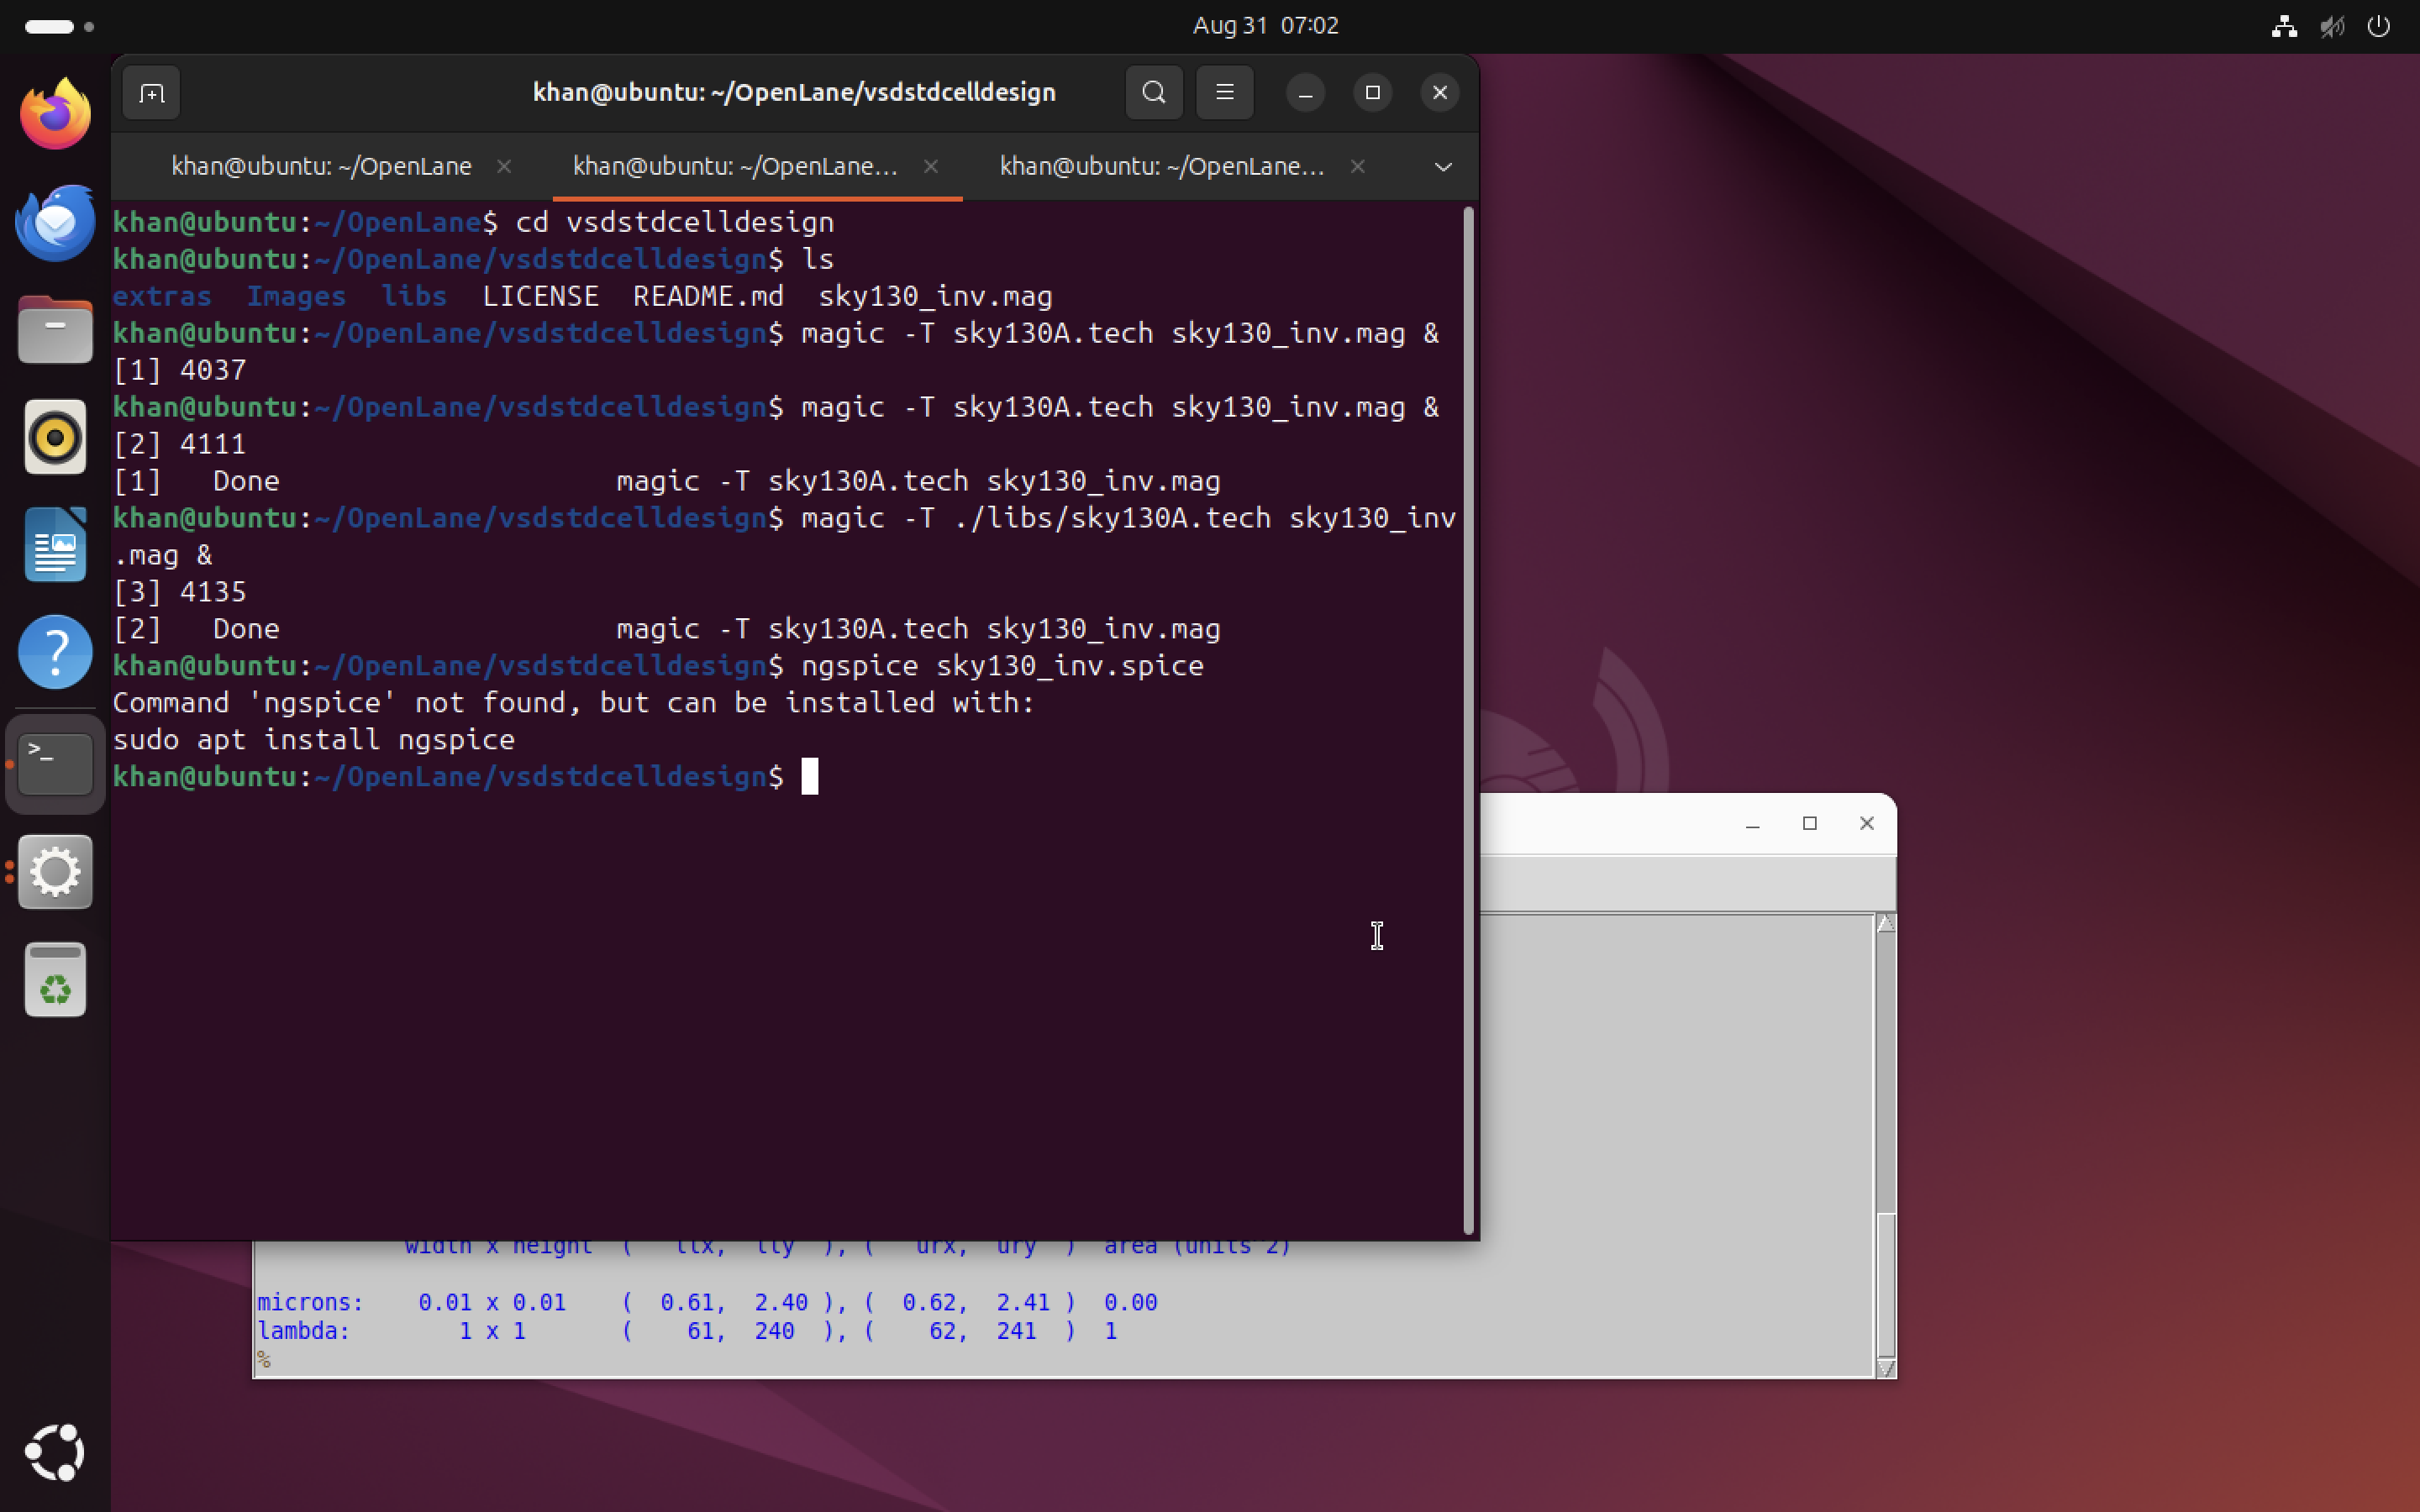 Aug 31 07:02
khan@ubuntu: ~/OpenLane/vsdstdcelldesign
khan@ubuntu: ~/OpenLane
khan@ubuntu: ~/OpenLane...
khan@ubuntu: ~/OpenLane...
khan@ubuntu:~/OpenLane$ cd vsdstdcelldesign
khan@ubuntu:~/OpenLane/vsdstdcelldesign$ ls
extras Images libs LICENSE README.md sky130_inv.mag
khan@ubuntu:~/OpenLane/vsdstdcelldesign$ magic -T sky130A.tech sky130_inv.mag &
[1] 4037
khan@ubuntu:~/OpenLane/vsdstdcelldesign$ magic -T sky130A.tech sky130_inv.mag &
[2] 4111
[1] Done magic -T sky130A.tech sky130_inv.mag
khan@ubuntu:~/OpenLane/vsdstdcelldesign$ magic -T ./libs/sky130A.tech sky130_inv
.mag &
[3] 4135
[2] Done magic -T sky130A.tech sky130_inv.mag
khan@ubuntu:~/OpenLane/vsdstdcelldesign$ ngspice sky130_inv.spice
Command 'ngspice' not found, but can be installed with:
sudo apt install ngspice
khan@ubuntu:~/OpenLane/vsdstdcelldesign$
width x height ( llx, lly ), ( urx, ury ) area (units^2)
microns: 0.01 x 0.01 ( 0.61, 2.40 ), ( 0.62, 2.41 ) 0.00
lambda: 1 x 1 ( 61, 240 ), ( 62, 241 ) 1
%